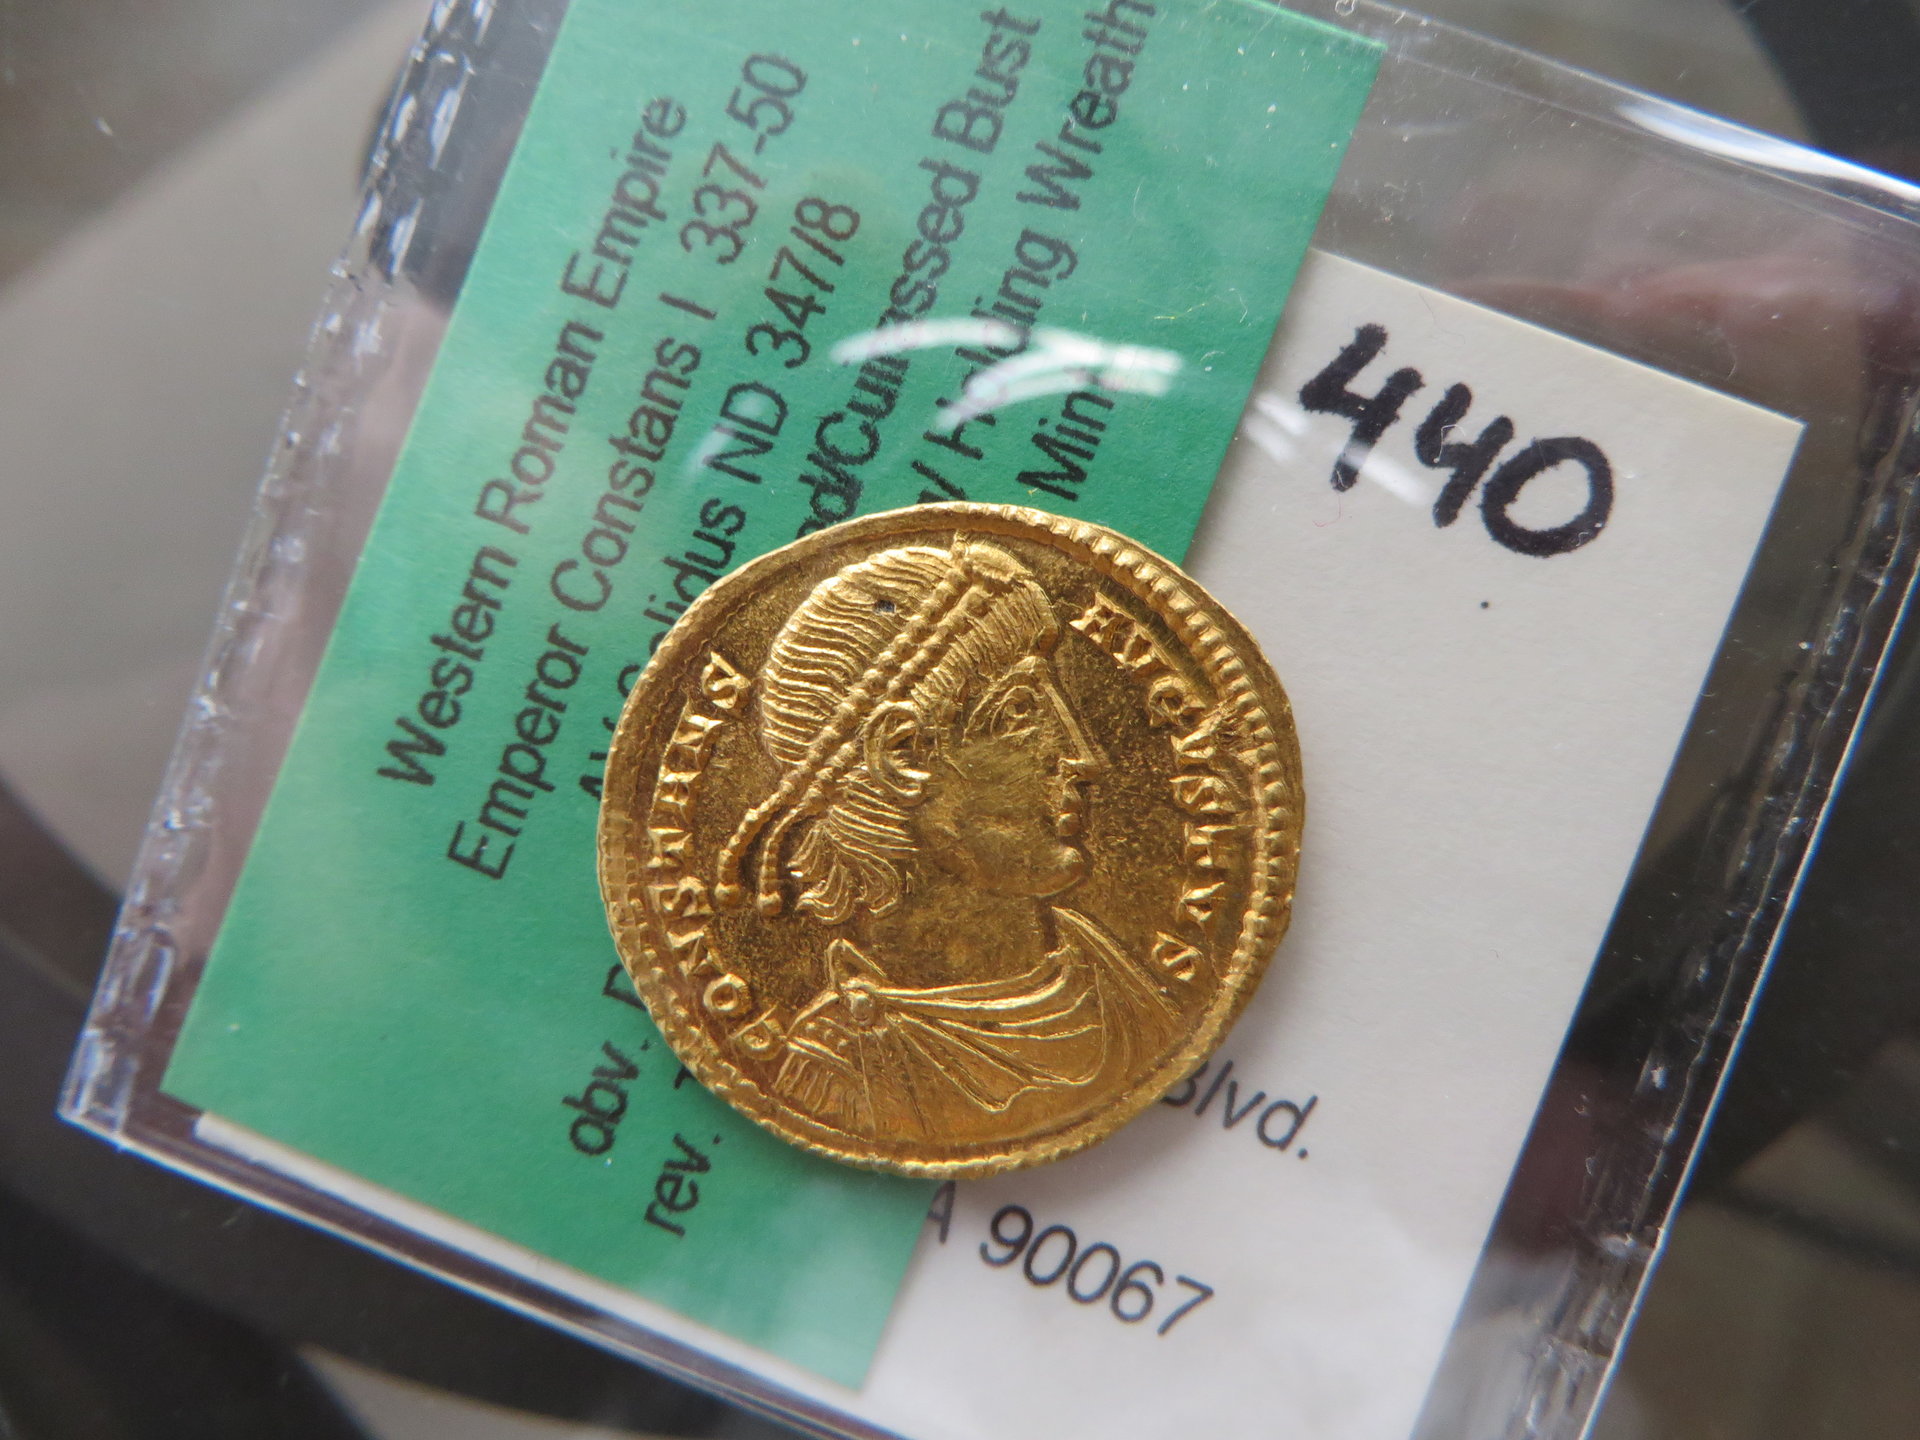 Western Roman Empire
Emperor Constans I 337-50
Solidus ND 347/8
obv. Cuirassed Bust
rev. Holding Wreath
Mint
440
CONSTANS AVGVSTVS
Blvd.
90067